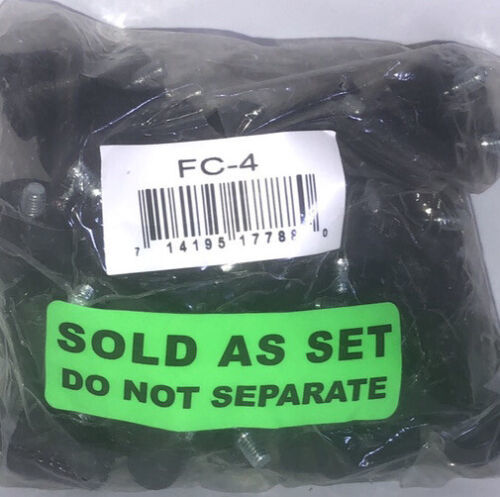 FC-4
7 14195 17788 0
SOLD AS SET
DO NOT SEPARATE